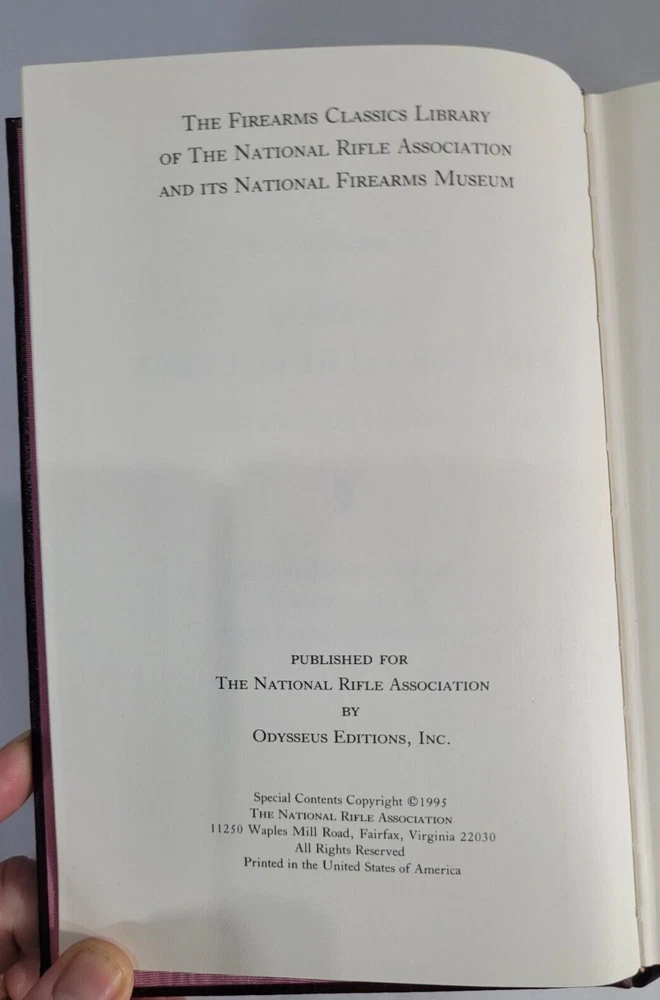 The Firearms Classics Library
of The National Rifle Association
and its National Firearms Museum
published for
The National Rifle Association
by
Odysseus Editions, Inc.
Special Contents Copyright ©1995
The National Rifle Association
11250 Waples Mill Road, Fairfax, Virginia 22030
All Rights Reserved
Printed in the United States of America